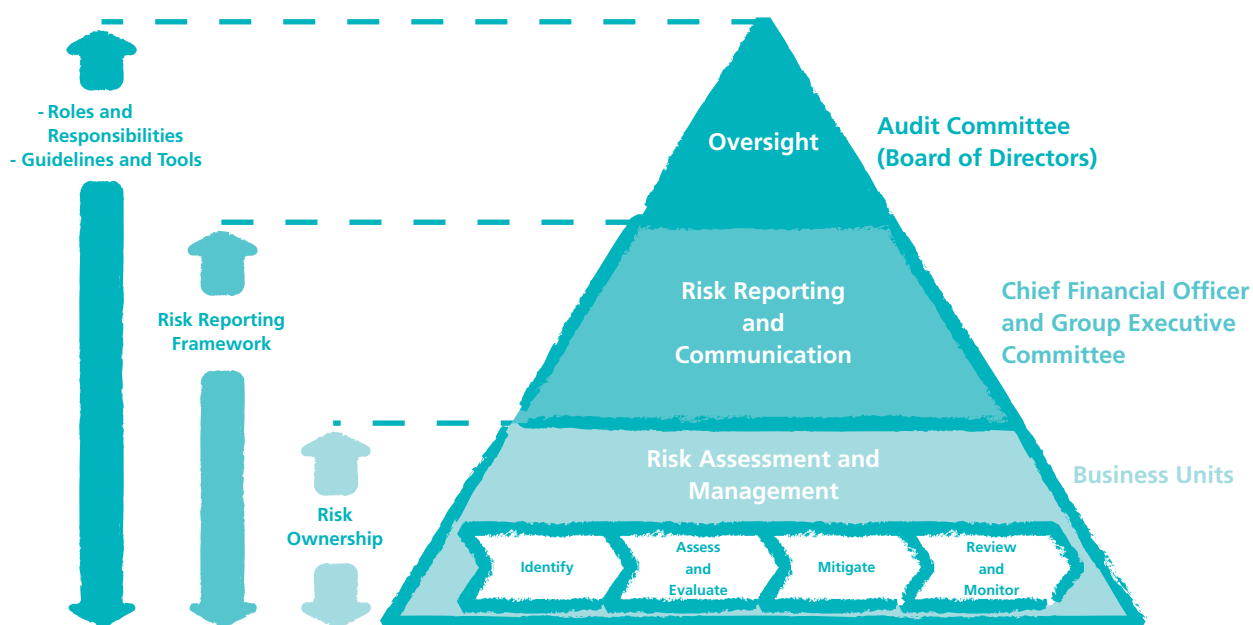 - Roles and
Responsibilities
- Guidelines and Tools
Risk Reporting
Framework
Risk
Ownership
Oversight
Audit Committee
(Board of Directors)
Risk Reporting
and
Communication
Chief Financial Officer
and Group Executive
Committee
Risk Assessment and
Management
Business Units
Identify
Assess
and
Evaluate
Mitigate
Review
and
Monitor